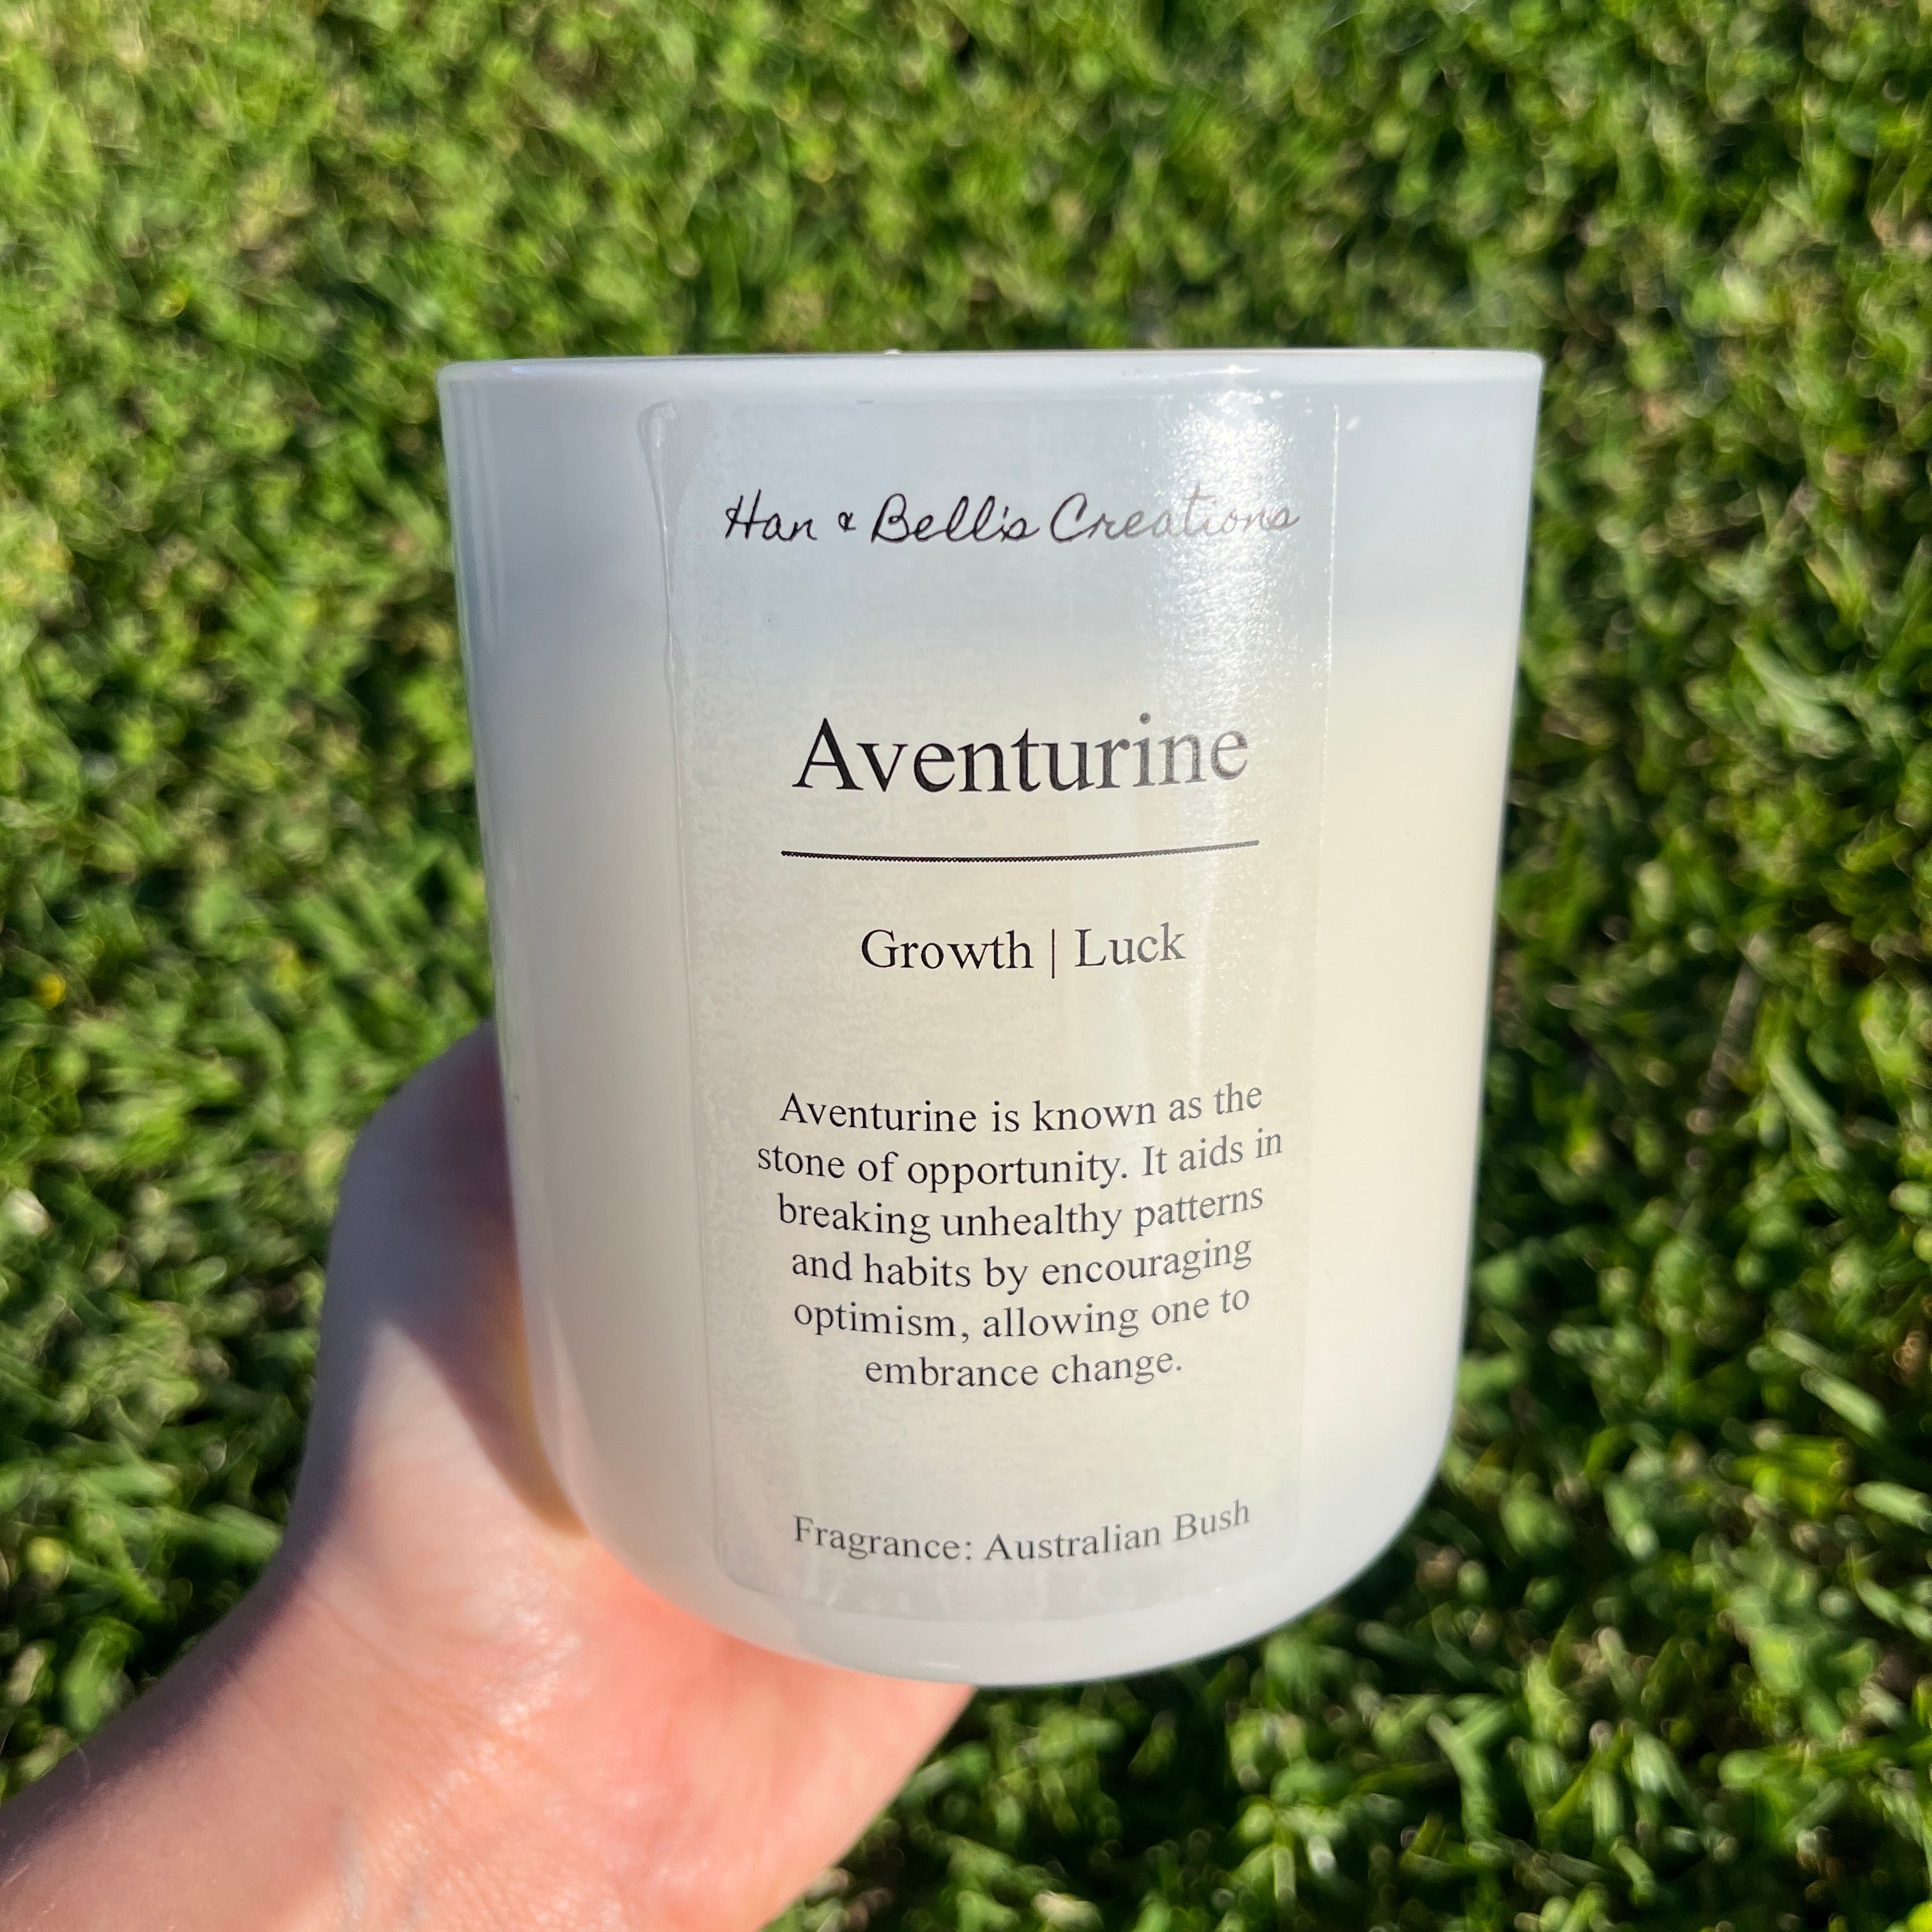 Han & Bell's Creations
Aventurine
Growth | Luck
Aventurine is known as the
stone of opportunity. It aids in
breaking unhealthy patterns
and habits by encouraging
optimism, allowing one to
embrance change.
Fragrance: Australian Bush